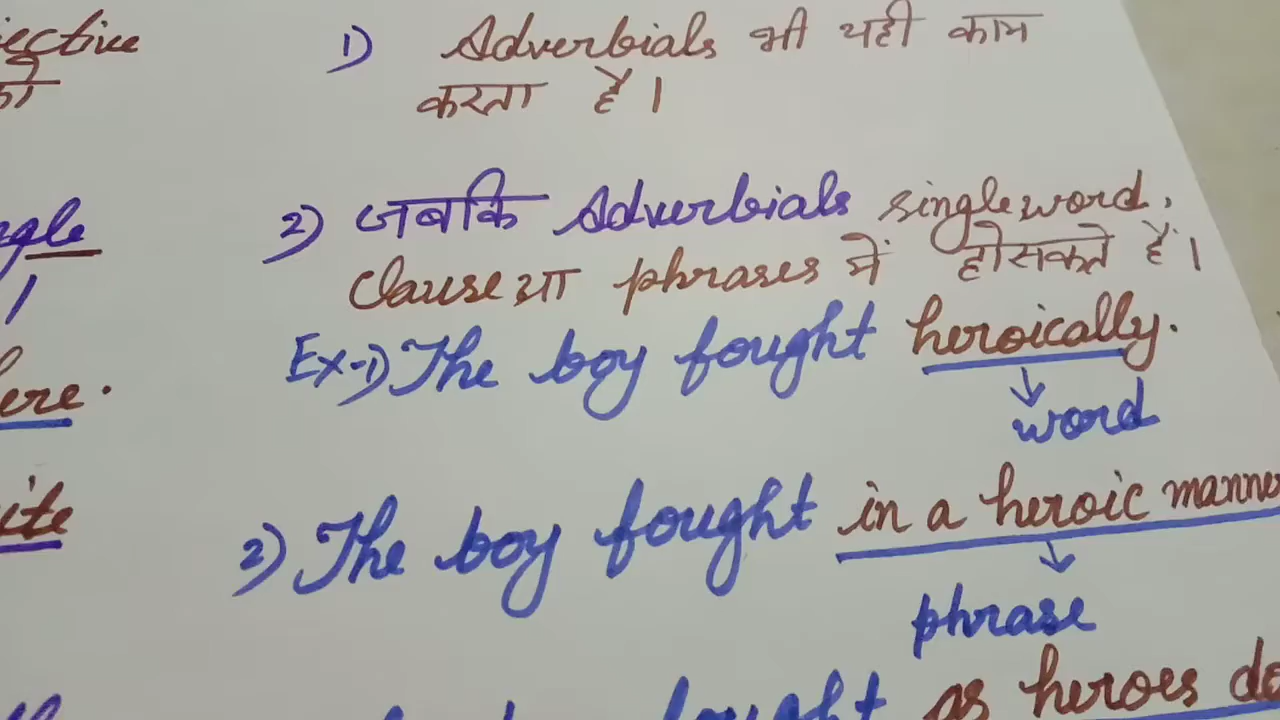 1) Adverbials भी यही काम
करता है।
2) जबकि Adverbials single word,
clause या phrases में होसकते हैं।
Ex-1) The boy fought heroically.
word
2) The boy fought in a heroic manner
phrase
fought as heroes do